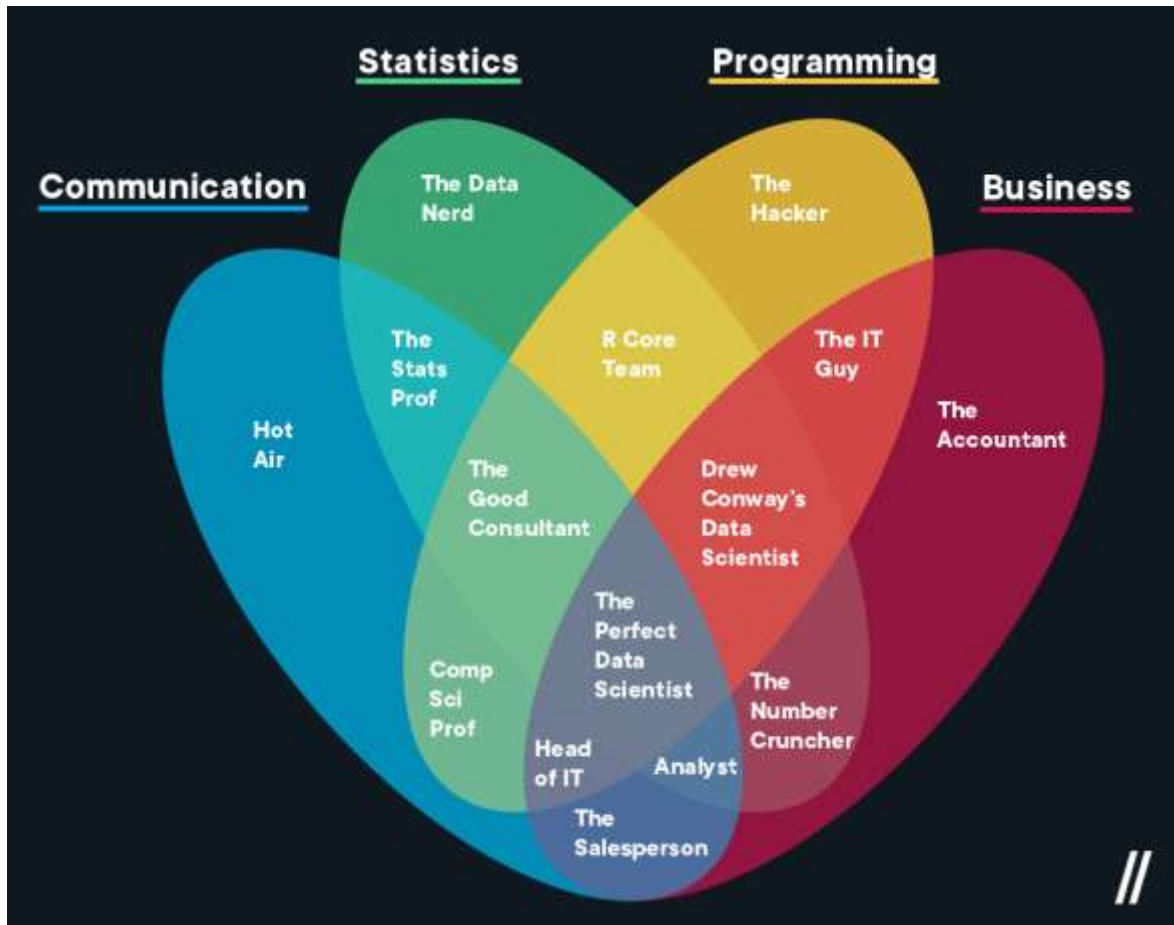 Statistics
Programming
Communication
Business
The Data
Nerd
The
Hacker
The
Stats
Prof
R Core
Team
The IT
Guy
Hot
Air
The
Accountant
The
Good
Consultant
Drew
Conway's
Data
Scientist
The
Perfect
Data
Scientist
Comp
Sci
Prof
The
Number
Cruncher
Head
of IT
Analyst
The
Salesperson
//